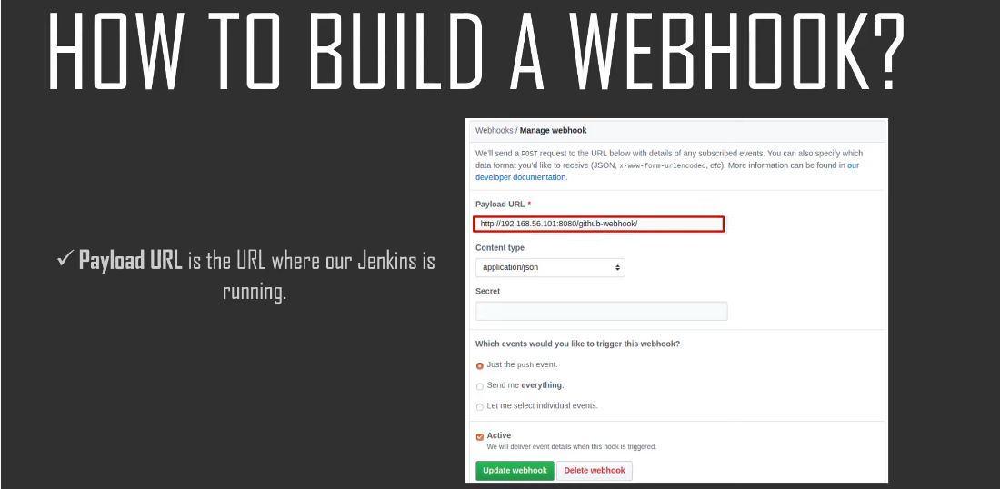 HOW TO BUILD A WEBHOOK?
✓ Payload URL is the URL where our Jenkins is
running.
Webhooks / Manage webhook
We'll send a POST request to the URL below with details of any subscribed events. You can also specify which
data format you'd like to receive (JSON, x-www-form-urlencoded, etc). More information can be found in our
developer documentation.
Payload URL *
http://192.168.56.101:8080/github-webhook/
Content type
application/json
Secret
Which events would you like to trigger this webhook?
Just the push event.
Send me everything.
Let me select individual events.
Active
We will deliver event details when this hook is triggered.
Update webhook Delete webhook